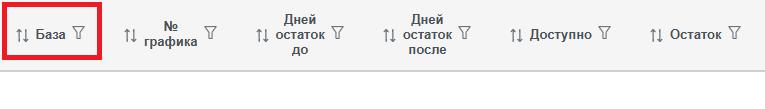 База
№
графика
Дней
остаток
до
Дней
остаток
после
Доступно
Остаток